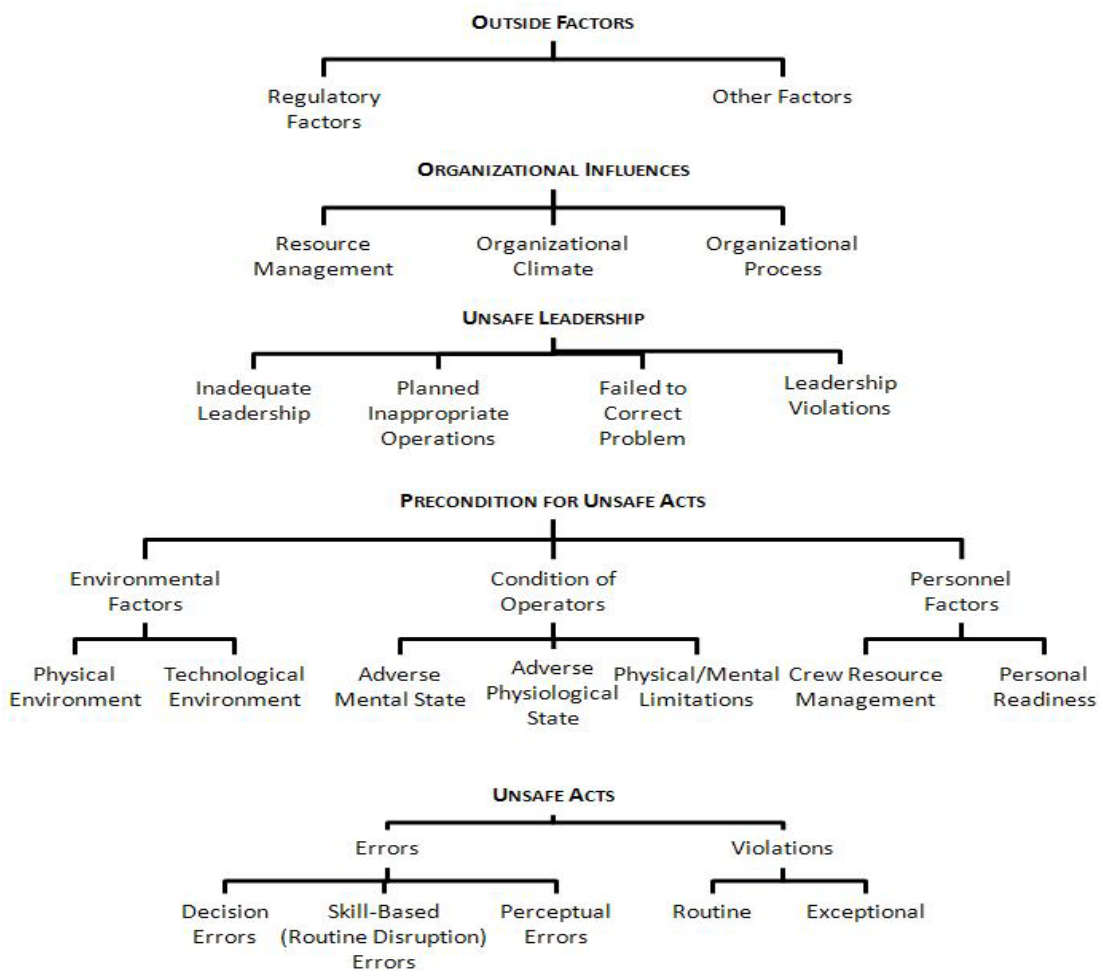 OUTSIDE FACTORS
Regulatory
Factors
Other Factors
ORGANIZATIONAL INFLUENCES
Resource
Management
Organizational
Climate
Organizational
Process
UNSAFE LEADERSHIP
Inadequate
Leadership
Planned
Inappropriate
Operations
Failed to
Correct
Problem
Leadership
Violations
PRECONDITION FOR UNSAFE ACTS
Environmental
Factors
Condition of
Operators
Personnel
Factors
Physical
Environment
Technological
Environment
Adverse
Mental State
Adverse
Physiological
State
Physical/Mental
Limitations
Crew Resource
Management
Personal
Readiness
UNSAFE ACTS
Errors
Violations
Decision
Errors
Skill-Based
(Routine Disruption)
Errors
Perceptual
Errors
Routine
Exceptional